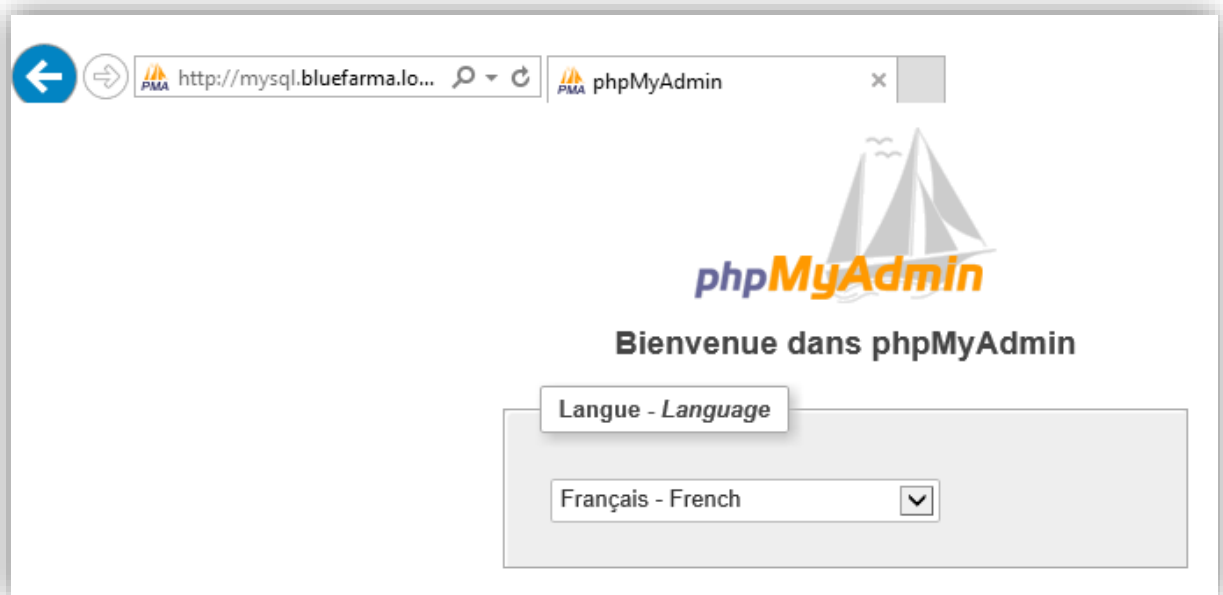 PMA http://mysql.bluefarma.lo... PMA phpMyAdmin
phpMyAdmin
Bienvenue dans phpMyAdmin
Langue - Language
Français - French